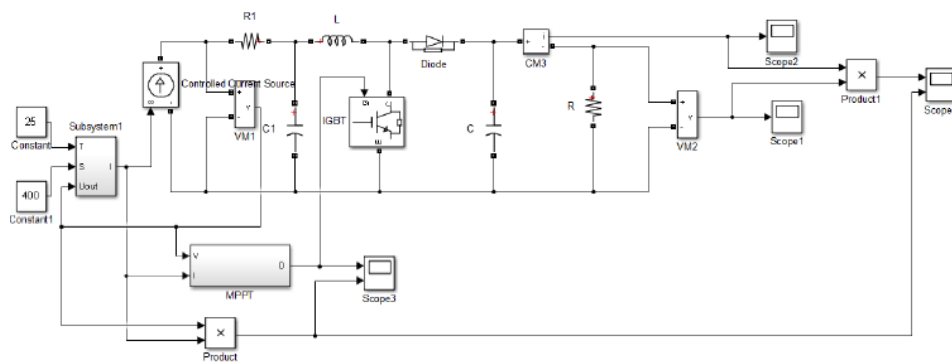 R1
L
Diode
CM3
Scope2
Controlled Current Source
Product1
Scope
25
Constant
Subsystem1
T
S
I
Uout
VM1
C1
IGBT
C
R
VM2
Scope1
400
Constant1
V
I
D
MPPT
Scope3
Product